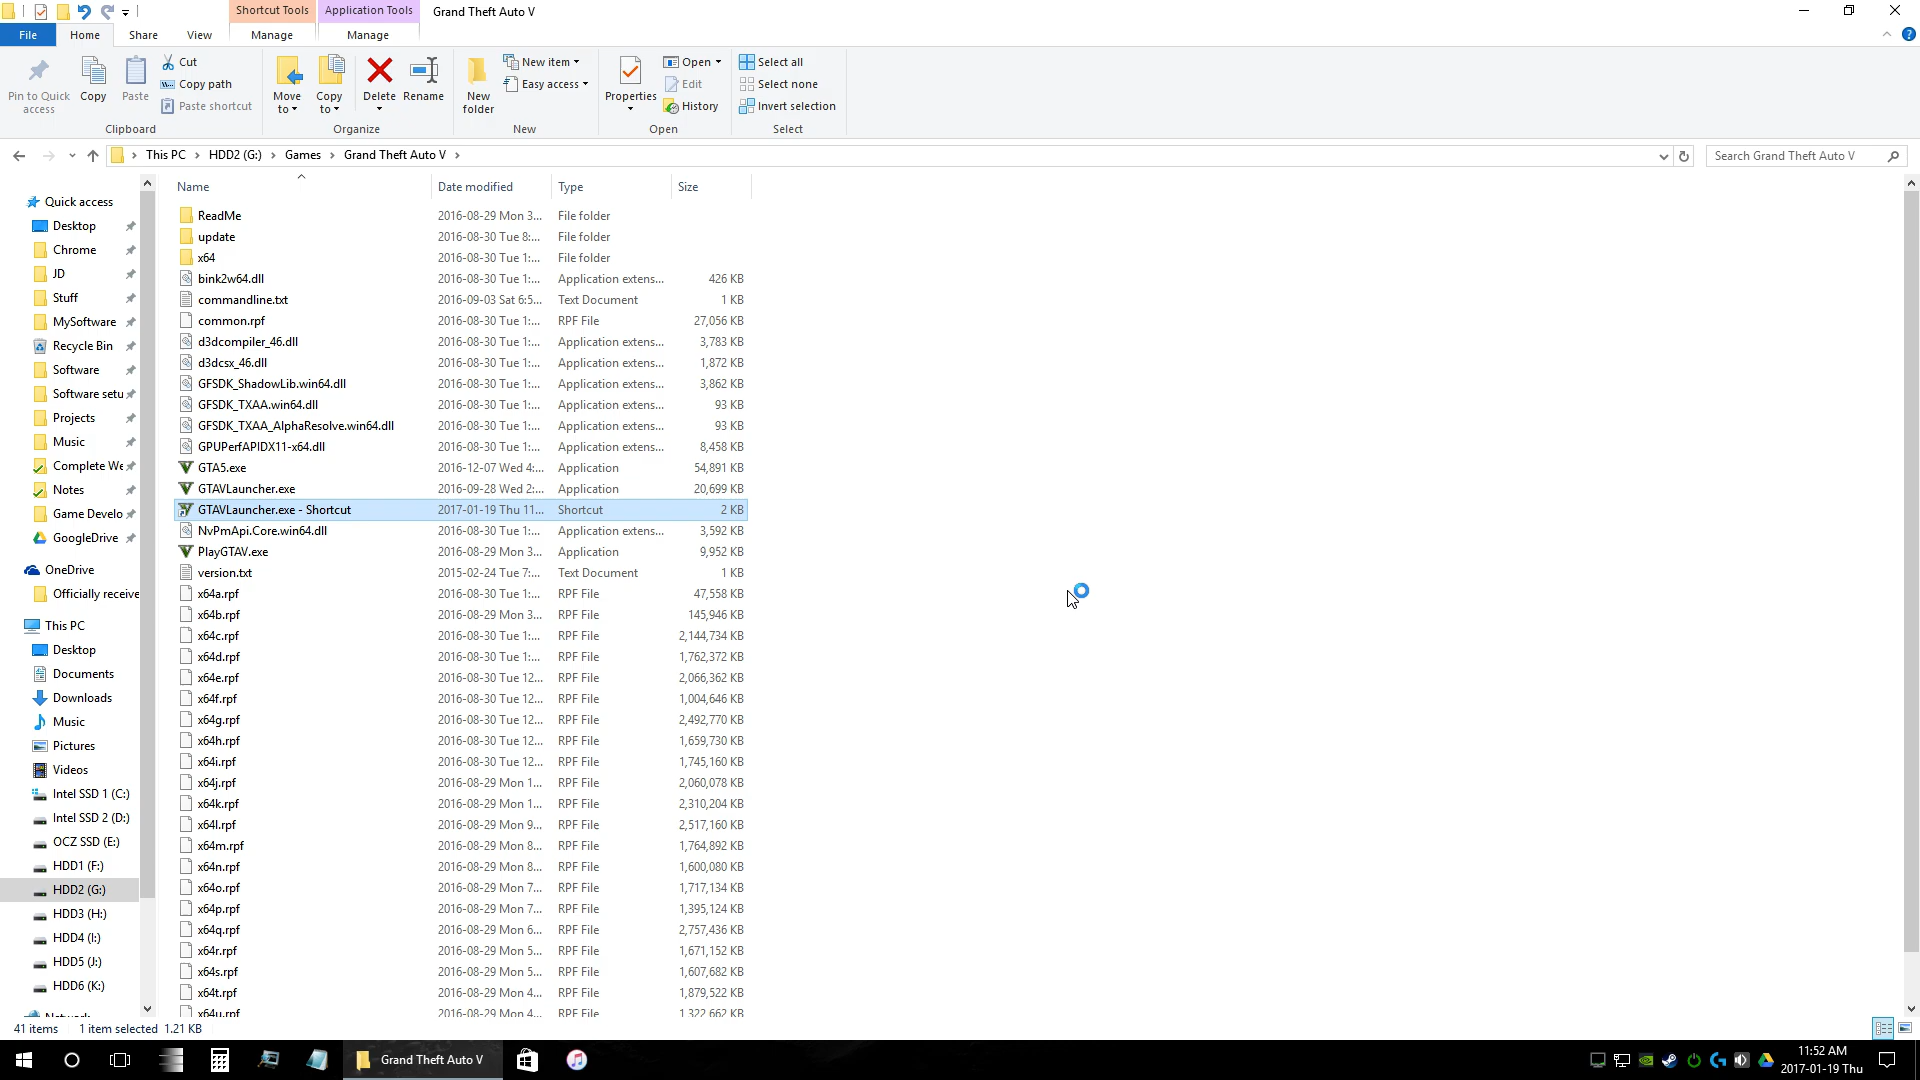 Shortcut Tools Application Tools Grand Theft Auto V
File Home Share View Manage Manage
Pin to Quick access
Copy
Paste
Cut
Copy path
Paste shortcut
Clipboard
Move to
Copy to
Delete
Rename
Organize
New folder
New item
Easy access
New
Properties
Open
Edit
History
Open
Select all
Select none
Invert selection
Select
This PC > HDD2 (G:) > Games > Grand Theft Auto V >
Search Grand Theft Auto V
Quick access
Desktop
Chrome
JD
Stuff
MySoftware
Recycle Bin
Software
Software setu
Projects
Music
Complete We
Notes
Game Develo
GoogleDrive
OneDrive
Officially receive
This PC
Desktop
Documents
Downloads
Music
Pictures
Videos
Intel SSD 1 (C:)
Intel SSD 2 (D:)
OCZ SSD (E:)
HDD1 (F:)
HDD2 (G:)
HDD3 (H:)
HDD4 (I:)
HDD5 (J:)
HDD6 (K:)
Network
Name Date modified Type Size
ReadMe 2016-08-29 Mon 3... File folder
update 2016-08-30 Tue 8:... File folder
x64 2016-08-30 Tue 1:... File folder
bink2w64.dll 2016-08-30 Tue 1:... Application extens... 426 KB
commandline.txt 2016-09-03 Sat 6:5... Text Document 1 KB
common.rpf 2016-08-30 Tue 1:... RPF File 27,056 KB
d3dcompiler_46.dll 2016-08-30 Tue 1:... Application extens... 3,783 KB
d3dcsx_46.dll 2016-08-30 Tue 1:... Application extens... 1,872 KB
GFSDK_ShadowLib.win64.dll 2016-08-30 Tue 1:... Application extens... 3,862 KB
GFSDK_TXAA.win64.dll 2016-08-30 Tue 1:... Application extens... 93 KB
GFSDK_TXAA_AlphaResolve.win64.dll 2016-08-30 Tue 1:... Application extens... 93 KB
GPUPerfAPIDX11-x64.dll 2016-08-30 Tue 1:... Application extens... 8,458 KB
GTA5.exe 2016-12-07 Wed 4:... Application 54,891 KB
GTAVLauncher.exe 2016-09-28 Wed 2:... Application 20,699 KB
GTAVLauncher.exe - Shortcut 2017-01-19 Thu 11... Shortcut 2 KB
NvPmApi.Core.win64.dll 2016-08-30 Tue 1:... Application extens... 3,592 KB
PlayGTAV.exe 2016-08-29 Mon 3... Application 9,952 KB
version.txt 2015-02-24 Tue 7:... Text Document 1 KB
x64a.rpf 2016-08-30 Tue 1:... RPF File 47,558 KB
x64b.rpf 2016-08-29 Mon 3... RPF File 145,946 KB
x64c.rpf 2016-08-30 Tue 1:... RPF File 2,144,734 KB
x64d.rpf 2016-08-30 Tue 1:... RPF File 1,762,372 KB
x64e.rpf 2016-08-30 Tue 12... RPF File 2,066,362 KB
x64f.rpf 2016-08-30 Tue 12... RPF File 1,004,646 KB
x64g.rpf 2016-08-30 Tue 12... RPF File 2,492,770 KB
x64h.rpf 2016-08-30 Tue 12... RPF File 1,659,730 KB
x64i.rpf 2016-08-30 Tue 12... RPF File 1,745,160 KB
x64j.rpf 2016-08-29 Mon 1... RPF File 2,060,078 KB
x64k.rpf 2016-08-29 Mon 1... RPF File 2,310,204 KB
x64l.rpf 2016-08-29 Mon 9... RPF File 2,517,160 KB
x64m.rpf 2016-08-29 Mon 8... RPF File 1,764,892 KB
x64n.rpf 2016-08-29 Mon 8... RPF File 1,600,080 KB
x64o.rpf 2016-08-29 Mon 7... RPF File 1,717,134 KB
x64p.rpf 2016-08-29 Mon 7... RPF File 1,395,124 KB
x64q.rpf 2016-08-29 Mon 6... RPF File 2,757,436 KB
x64r.rpf 2016-08-29 Mon 5... RPF File 1,671,152 KB
x64s.rpf 2016-08-29 Mon 5... RPF File 1,607,682 KB
x64t.rpf 2016-08-29 Mon 4... RPF File 1,879,522 KB
x64u.rpf 2016-08-29 Mon 4... RPF File 1,322,662 KB
41 items 1 item selected 1.21 KB
Grand Theft Auto V
11:52 AM
2017-01-19 Thu